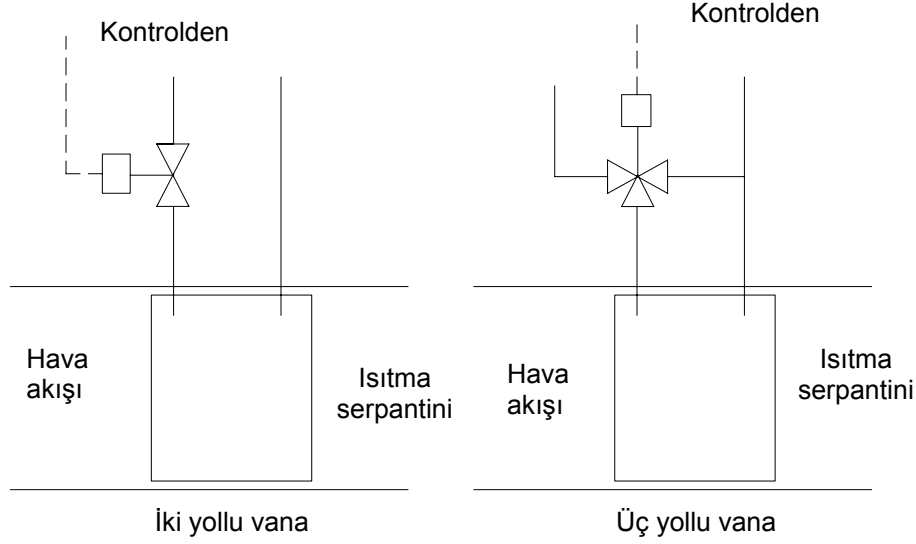 Kontrolden
Kontrolden
Hava
akışı
Isıtma
serpantini
Hava
akışı
Isıtma
serpantini
İki yollu vana
Üç yollu vana